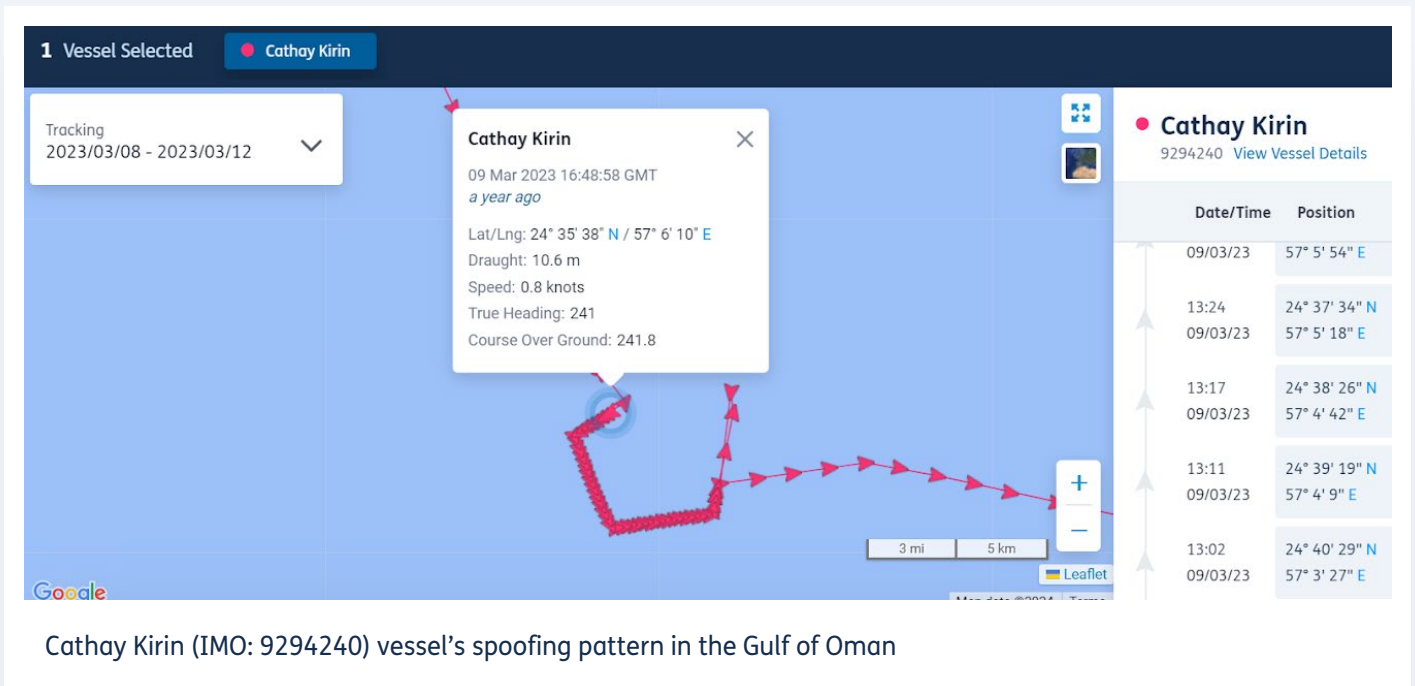 1 Vessel Selected
Cathay Kirin
Tracking
2023/03/08 - 2023/03/12
Cathay Kirin
09 Mar 2023 16:48:58 GMT
a year ago
Lat/Lng: 24° 35' 38" N / 57° 6' 10" E
Draught: 10.6 m
Speed: 0.8 knots
True Heading: 241
Course Over Ground: 241.8
+
−
3 mi
5 km
Leaflet
Google
Map data ©2024 Terms
Cathay Kirin
9294240 View Vessel Details
Date/Time Position
09/03/23 57° 5' 54" E
13:24 24° 37' 34" N
09/03/23 57° 5' 18" E
13:17 24° 38' 26" N
09/03/23 57° 4' 42" E
13:11 24° 39' 19" N
09/03/23 57° 4' 9" E
13:02 24° 40' 29" N
09/03/23 57° 3' 27" E
Cathay Kirin (IMO: 9294240) vessel’s spoofing pattern in the Gulf of Oman